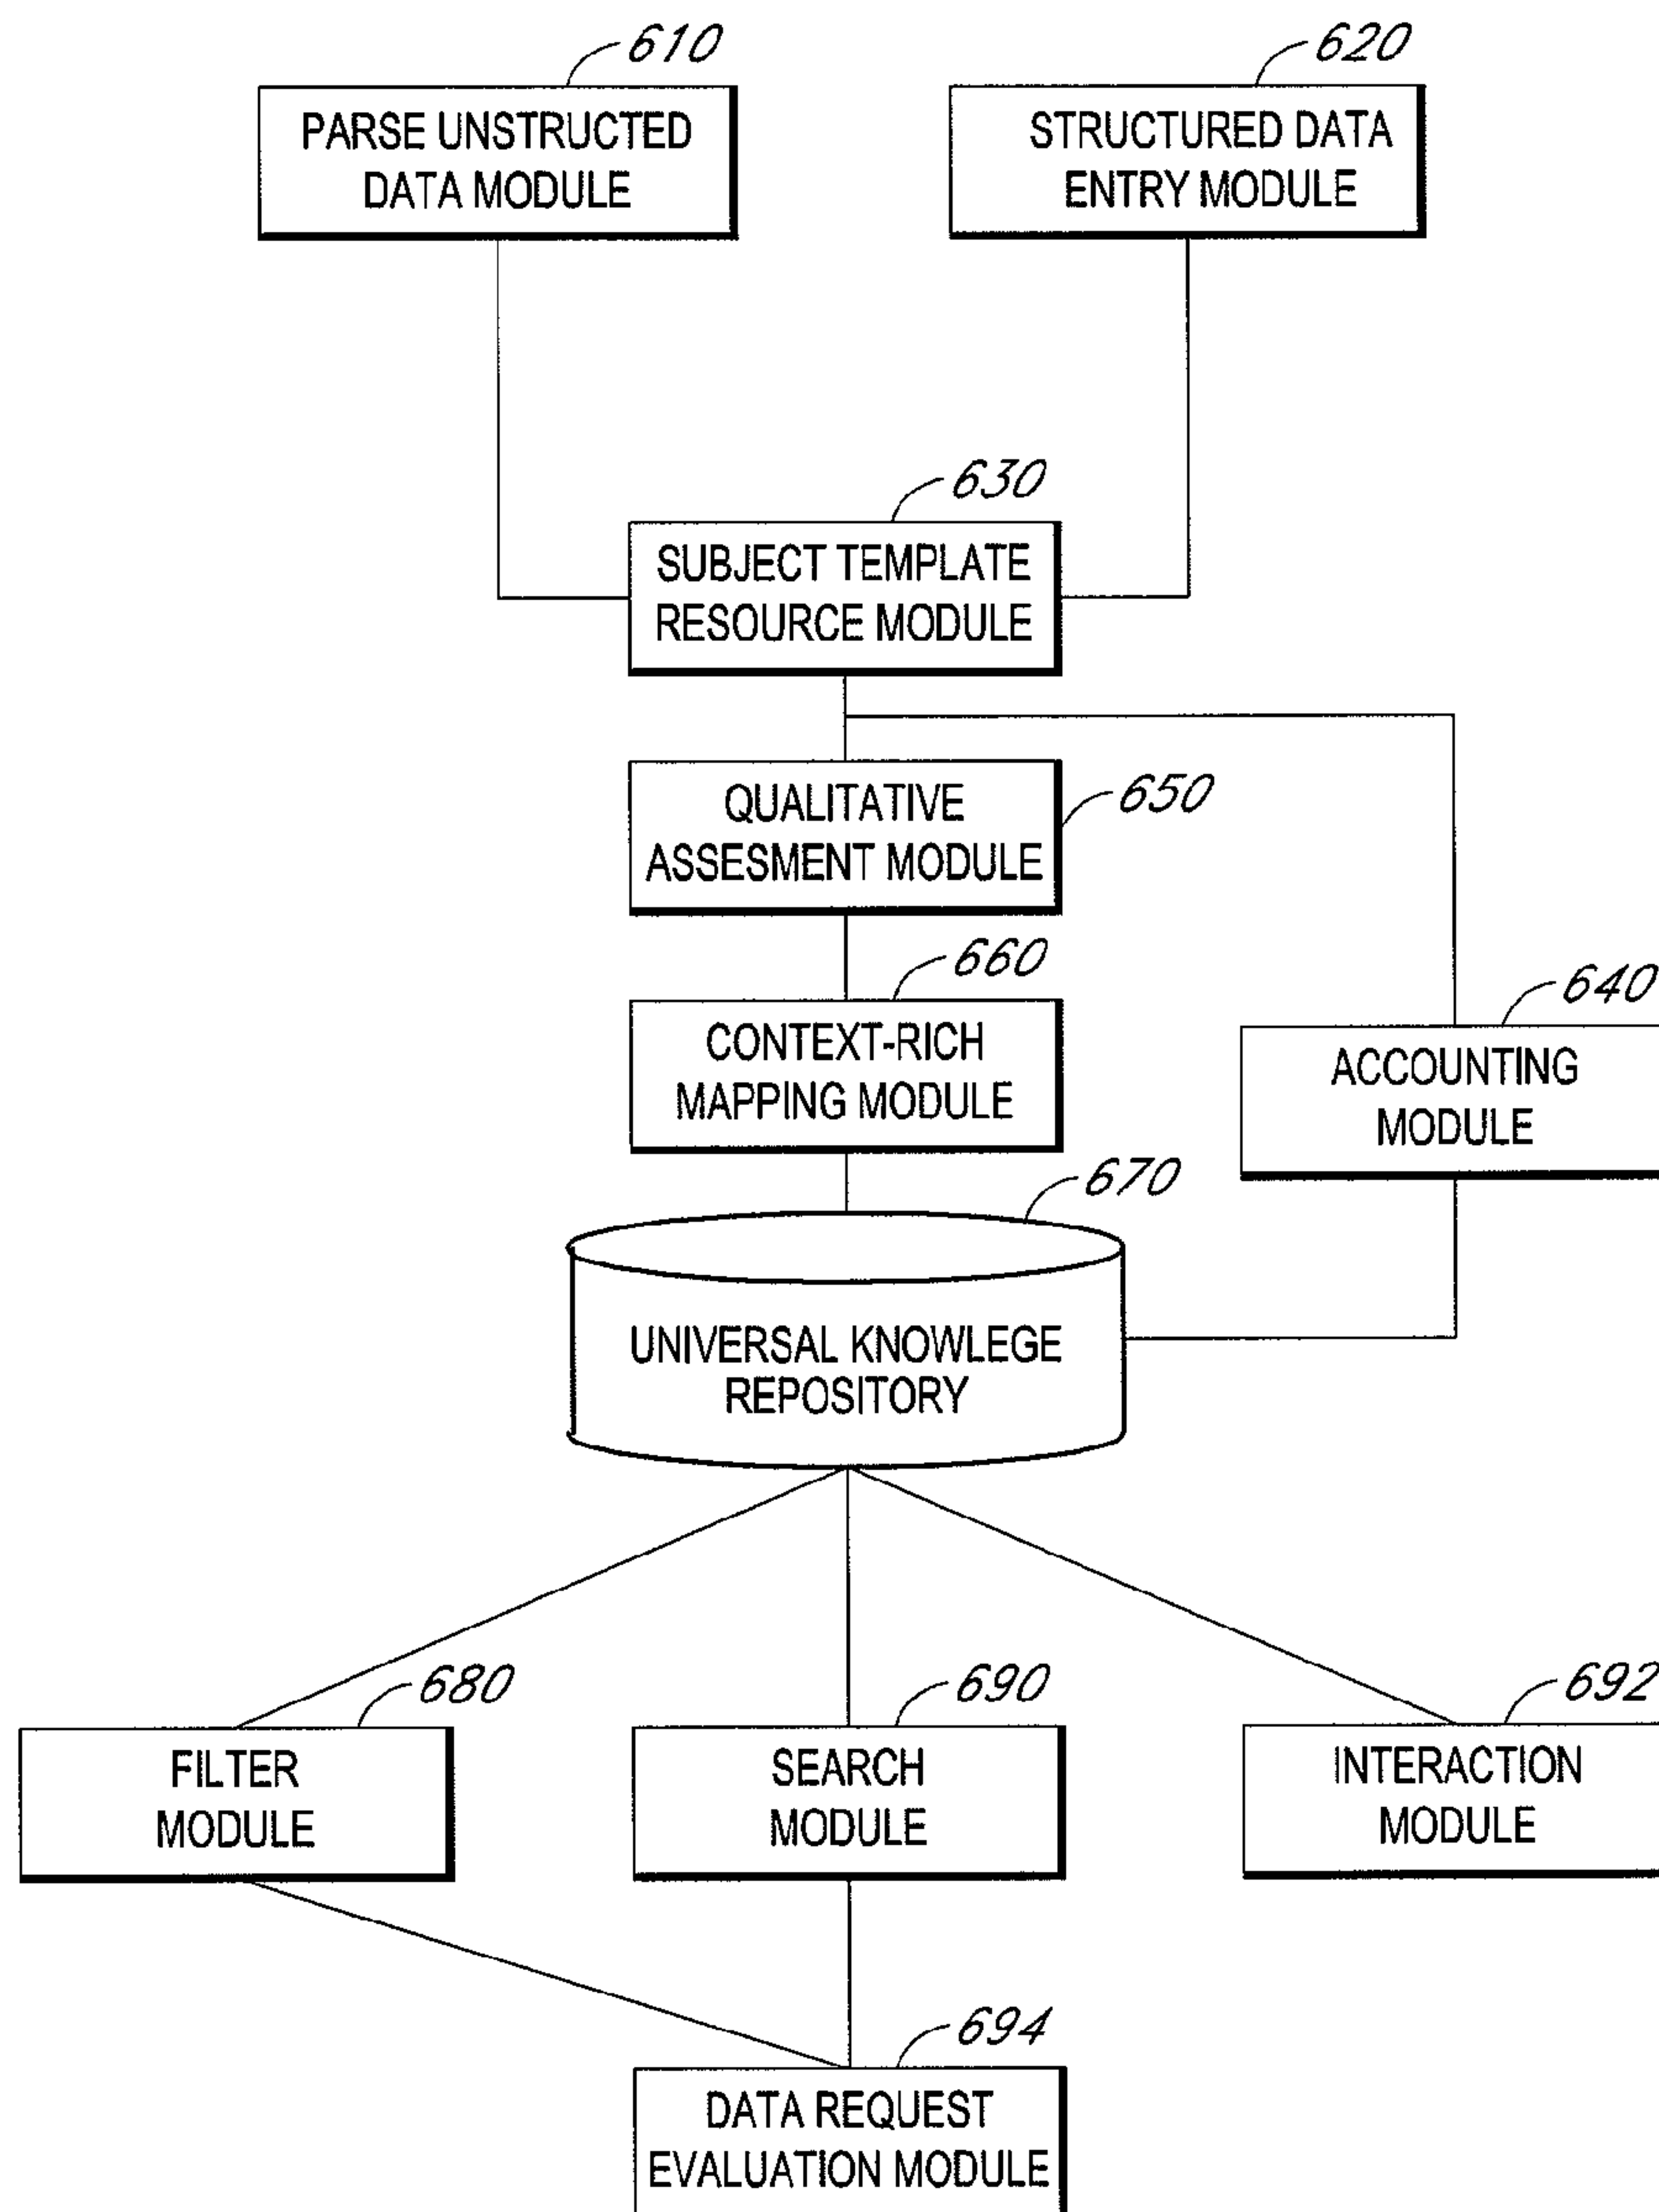 610
PARSE UNSTRUCTED
DATA MODULE
620
STRUCTURED DATA
ENTRY MODULE
630
SUBJECT TEMPLATE
RESOURCE MODULE
650
QUALITATIVE
ASSESMENT MODULE
660
CONTEXT-RICH
MAPPING MODULE
640
ACCOUNTING
MODULE
670
UNIVERSAL KNOWLEGE
REPOSITORY
680
FILTER
MODULE
690
SEARCH
MODULE
692
INTERACTION
MODULE
694
DATA REQUEST
EVALUATION MODULE